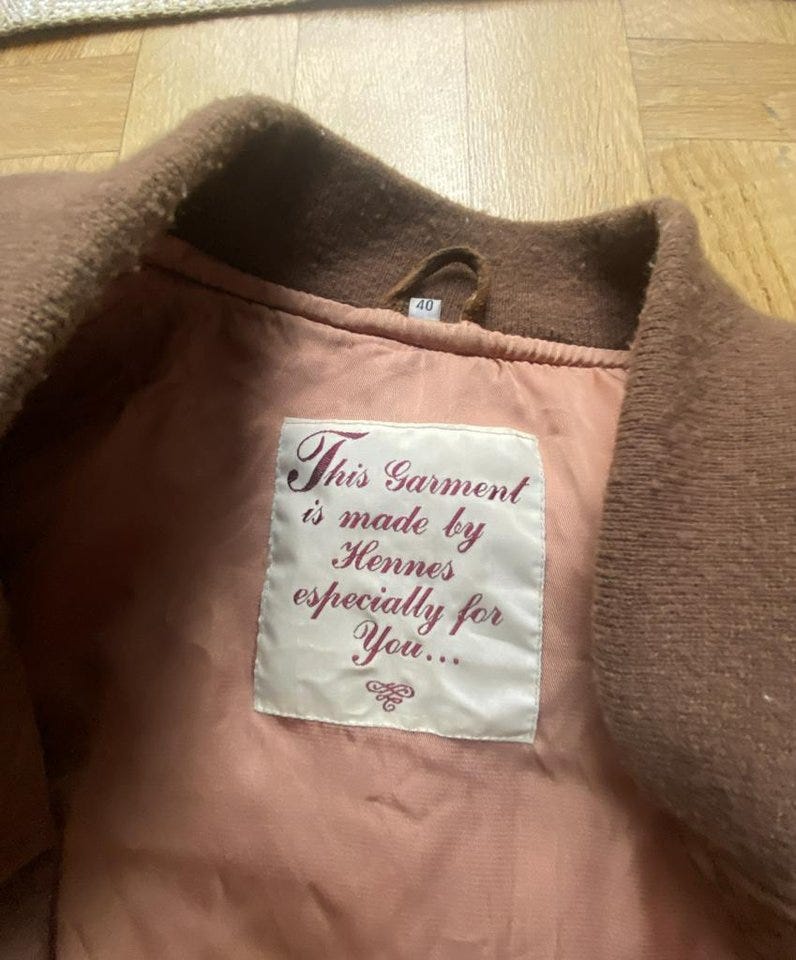 40
This Garment
is made by
Hennes
especially for
You...